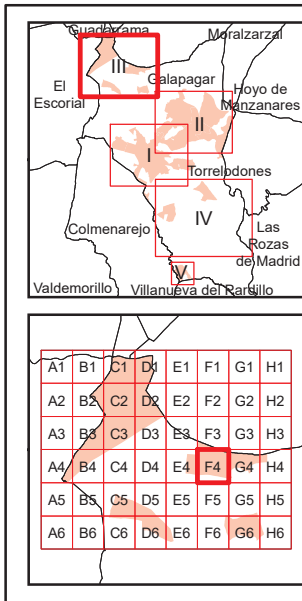 Guadarrama
Moralzarzal
III
El
Escorial
Galapagar
Hoyo de
Manzanares
II
I
Torrelodones
IV
Colmenarejo
Las
Rozas
de Madrid
V
Valdemorillo
Villanueva del Pardillo
A1 B1 C1 D1 E1 F1 G1 H1
A2 B2 C2 D2 E2 F2 G2 H2
A3 B3 C3 D3 E3 F3 G3 H3
A4 B4 C4 D4 E4 F4 G4 H4
A5 B5 C5 D5 E5 F5 G5 H5
A6 B6 C6 D6 E6 F6 G6 H6